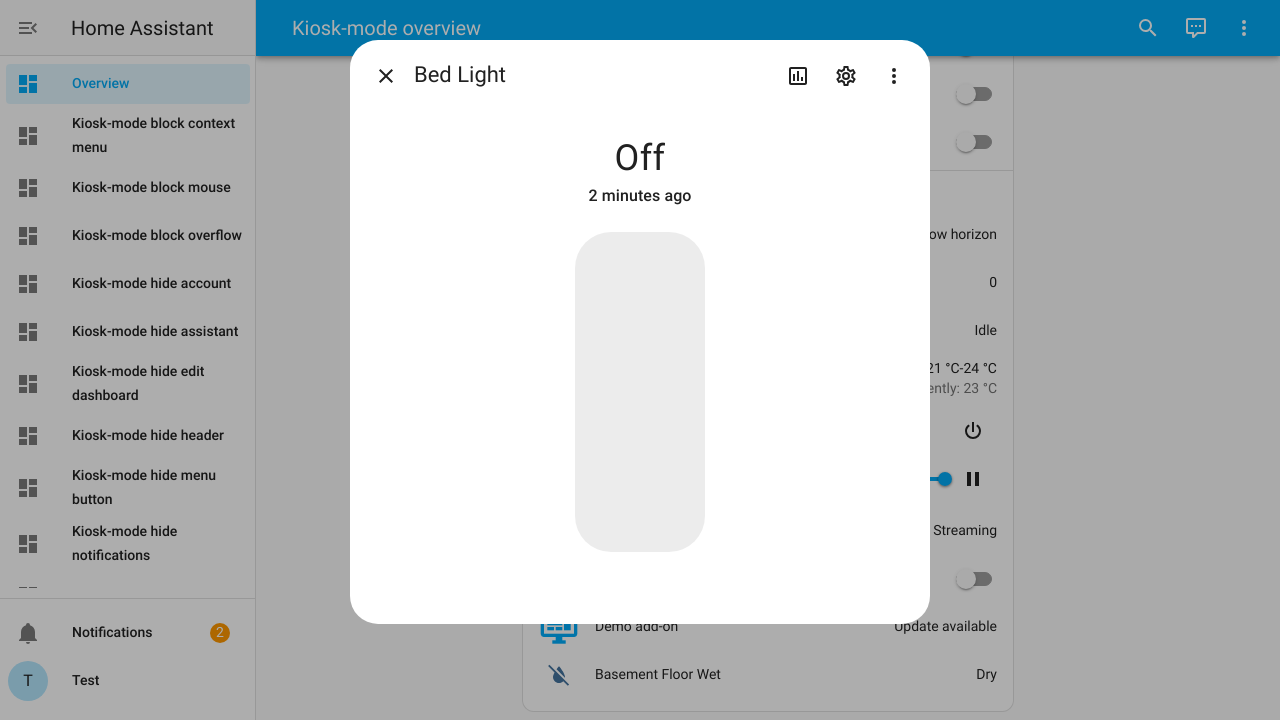 Home Assistant
Kiosk-mode overview
Overview
Kiosk-mode block context
menu
Kiosk-mode block mouse
Kiosk-mode block overflow
Kiosk-mode hide account
Kiosk-mode hide assistant
Kiosk-mode hide edit
dashboard
Kiosk-mode hide header
Kiosk-mode hide menu
button
Kiosk-mode hide
notifications
Notifications
2
T
Test
Bed Light
Off
2 minutes ago
ow horizon
0
Idle
21 °C-24 °C
ently: 23 °C
Streaming
Demo add-on
Update available
Basement Floor Wet
Dry